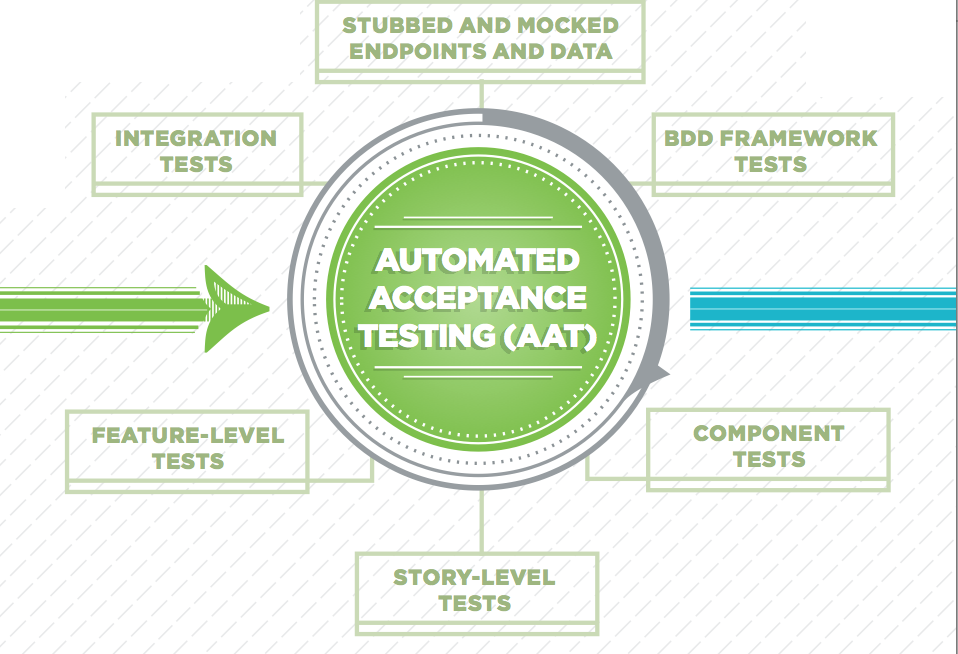 STUBBED AND MOCKED
ENDPOINTS AND DATA
INTEGRATION
TESTS
BDD FRAMEWORK
TESTS
AUTOMATED
ACCEPTANCE
TESTING (AAT)
FEATURE-LEVEL
TESTS
COMPONENT
TESTS
STORY-LEVEL
TESTS